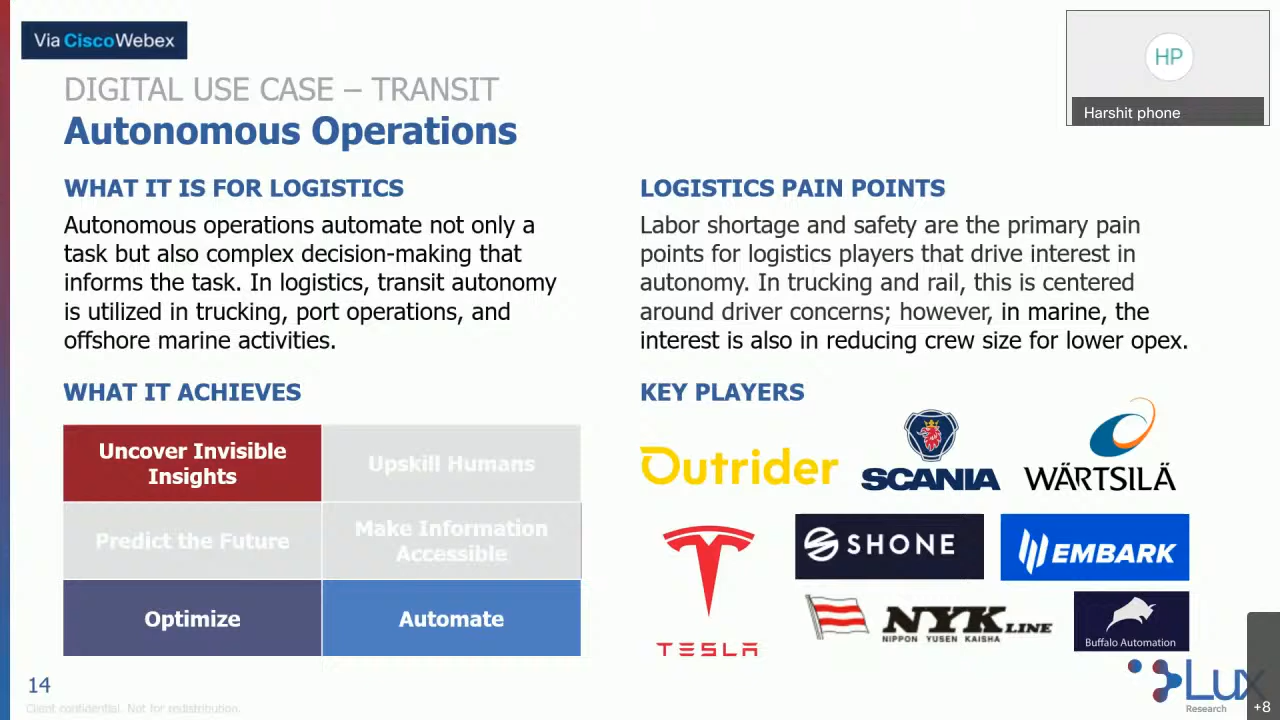 Via CiscoWebex
HP
Harshit phone
DIGITAL USE CASE – TRANSIT
Autonomous Operations
WHAT IT IS FOR LOGISTICS
Autonomous operations automate not only a
task but also complex decision-making that
informs the task. In logistics, transit autonomy
is utilized in trucking, port operations, and
offshore marine activities.
LOGISTICS PAIN POINTS
Labor shortage and safety are the primary pain
points for logistics players that drive interest in
autonomy. In trucking and rail, this is centered
around driver concerns; however, in marine, the
interest is also in reducing crew size for lower opex.
WHAT IT ACHIEVES
Uncover Invisible
Insights
Upskill Humans
Predict the Future
Make Information
Accessible
Optimize
Automate
KEY PLAYERS
Outrider
SCANIA
WÄRTSILÄ
TESLA
SHONE
EMBARK
NYK LINE
NIPPON YUSEN KAISHA
Buffalo Automation
14
Client confidential. Not for redistribution.
Lux
Research
+8